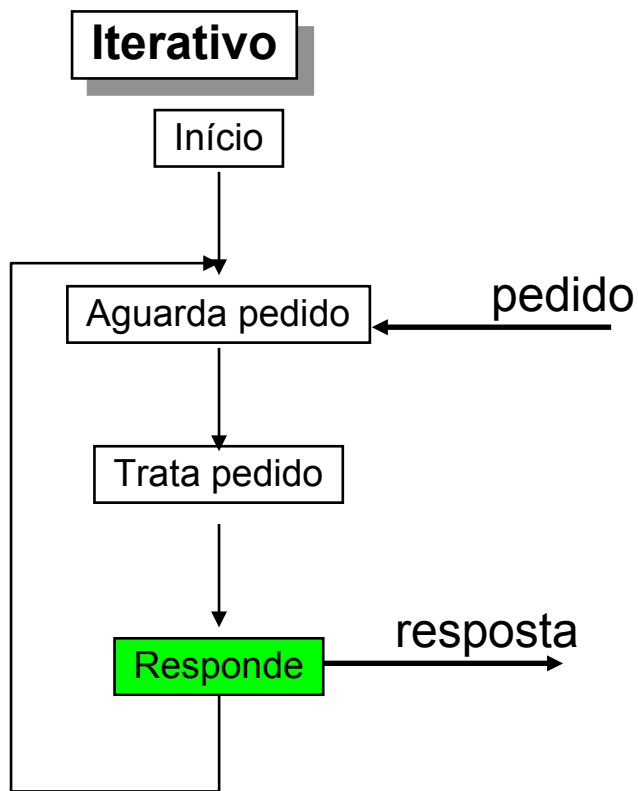 Iterativo
Início
Aguarda pedido
pedido
Trata pedido
Responde
resposta